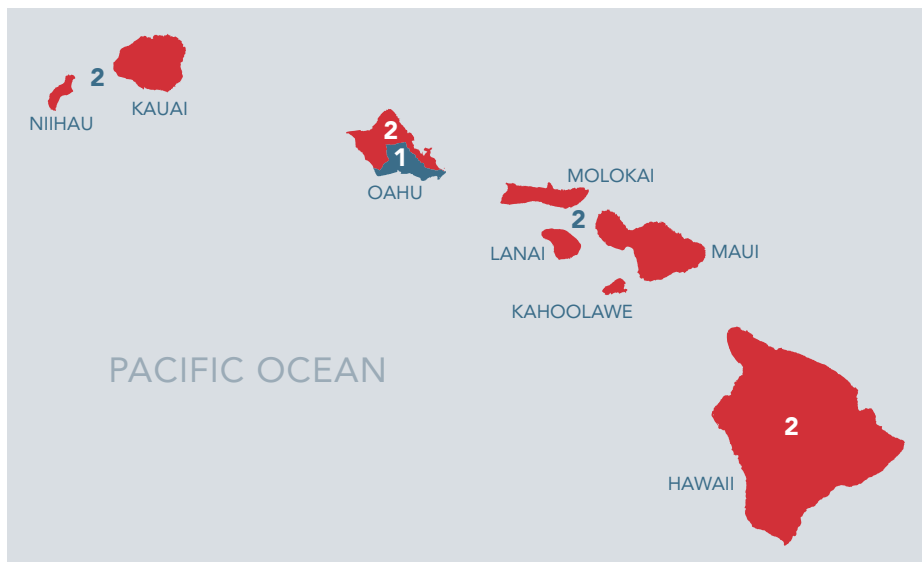 2
KAUAI
NIIHAU
2
1
OAHU
MOLOKAI
2
LANAI
MAUI
KAHOOLAWE
PACIFIC OCEAN
2
HAWAII